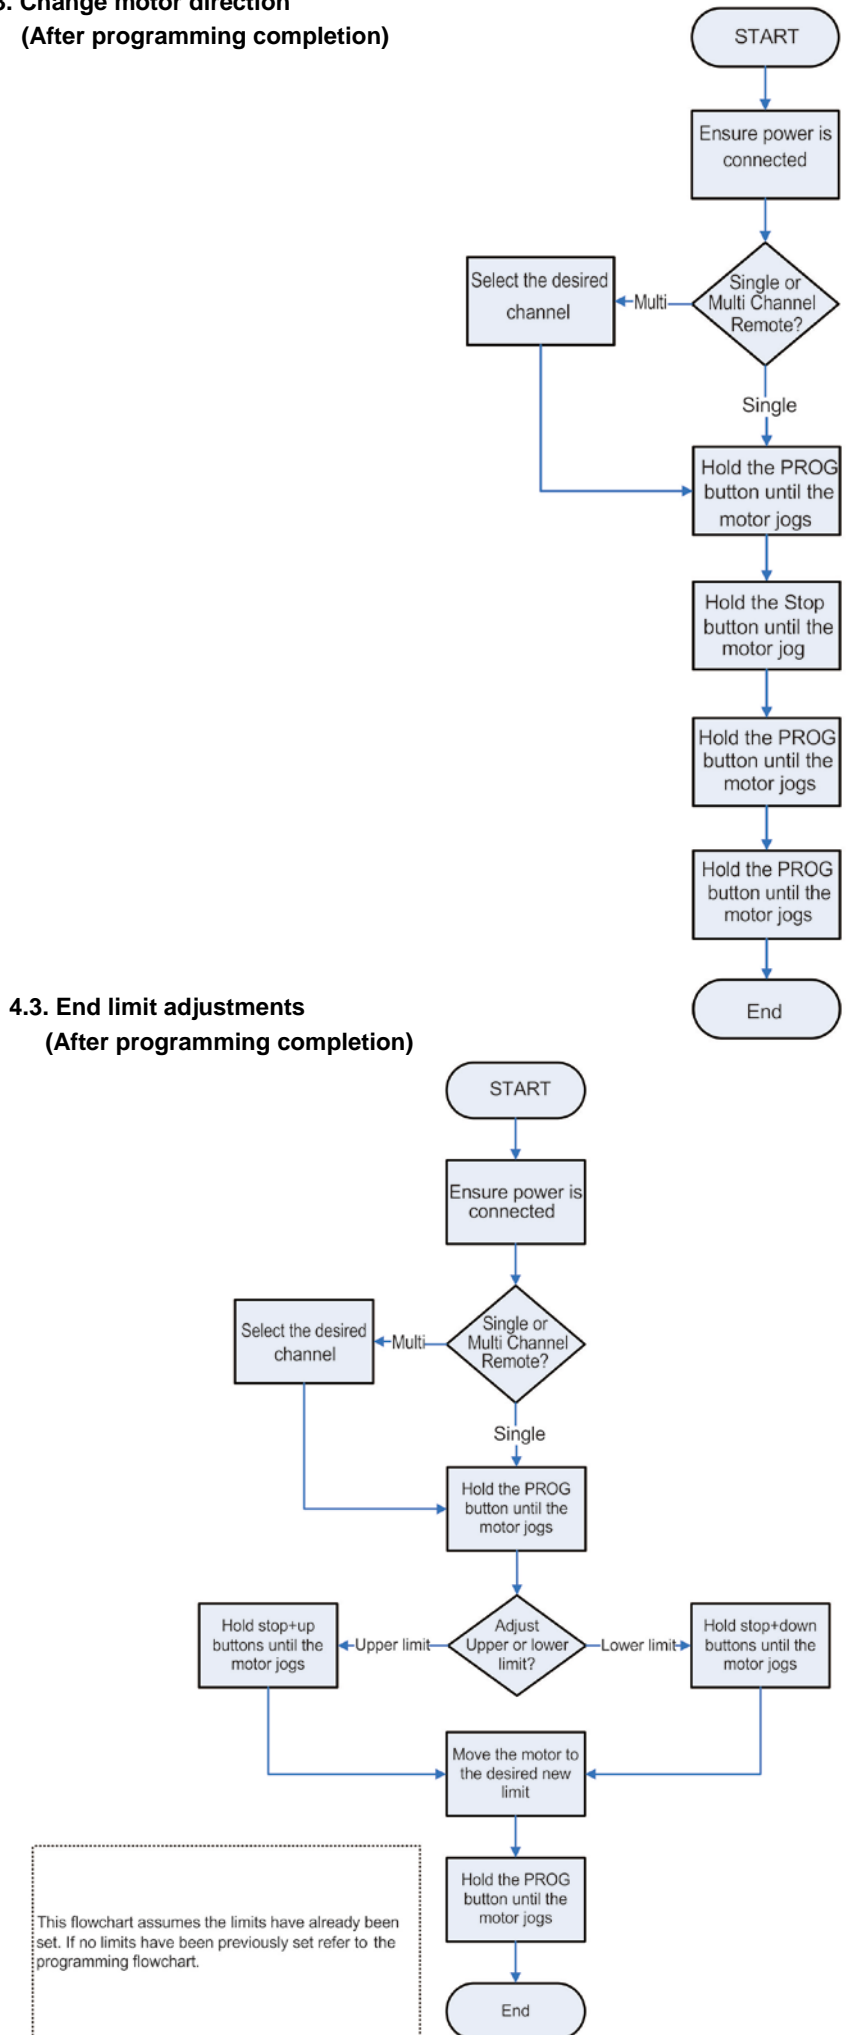 . Change motor direction
(After programming completion)
START
Ensure power is
connected
Single or
Multi Channel
Remote?
Multi
Select the desired
channel
Single
Hold the PROG
button until the
motor jogs
Hold the Stop
button until the
motor jog
Hold the PROG
button until the
motor jogs
Hold the PROG
button until the
motor jogs
End
4.3. End limit adjustments
(After programming completion)
START
Ensure power is
connected
Single or
Multi Channel
Remote?
Multi
Select the desired
channel
Single
Hold the PROG
button until the
motor jogs
Adjust
Upper or lower
limit?
Upper limit
Hold stop+up
buttons until the
motor jogs
Lower limit
Hold stop+down
buttons until the
motor jogs
Move the motor to
the desired new
limit
Hold the PROG
button until the
motor jogs
End
This flowchart assumes the limits have already been
set. If no limits have been previously set refer to the
programming flowchart.